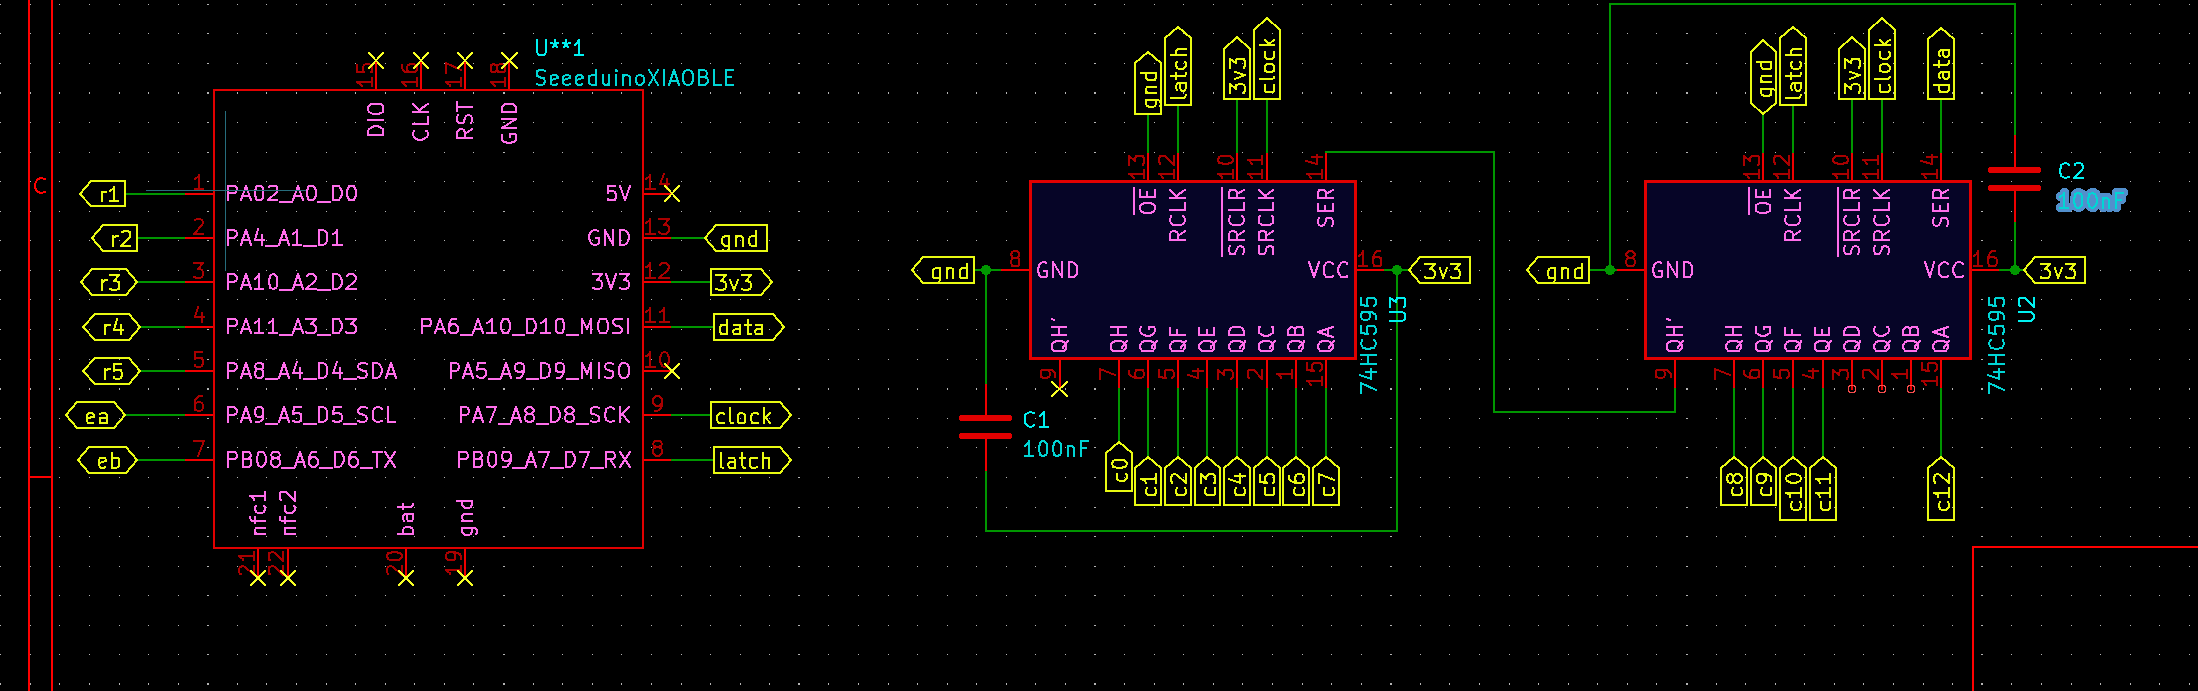 C
U**1
SeeeduinoXIAOBLE
15
16
17
18
DIO
CLK
RST
GND
r1
1
PA02_A0_D0
5V
14
r2
2
PA4_A1_D1
GND
13
gnd
r3
3
PA10_A2_D2
3V3
12
3v3
r4
4
PA11_A3_D3
PA6_A10_D10_MOSI
11
data
r5
5
PA8_A4_D4_SDA
PA5_A9_D9_MISO
10
ea
6
PA9_A5_D5_SCL
PA7_A8_D8_SCK
9
clock
eb
7
PB08_A6_D6_TX
PB09_A7_D7_RX
8
latch
nfc1
nfc2
bat
gnd
21
22
20
19
gnd
latch
3v3
clock
13
12
10
11
14
OE
RCLK
SRCLR
SRCLK
SER
gnd
8
GND
VCC
16
3v3
QH'
QH
QG
QF
QE
QD
QC
QB
QA
74HC595
U3
9
7
6
5
4
3
2
1
15
C1
100nF
c0
c1
c2
c3
c4
c5
c6
c7
gnd
latch
3v3
clock
data
13
12
10
11
14
OE
RCLK
SRCLR
SRCLK
SER
C2
100nF
gnd
8
GND
VCC
16
3v3
QH'
QH
QG
QF
QE
QD
QC
QB
QA
74HC595
U2
9
7
6
5
4
3
2
1
15
c8
c9
c10
c11
c12